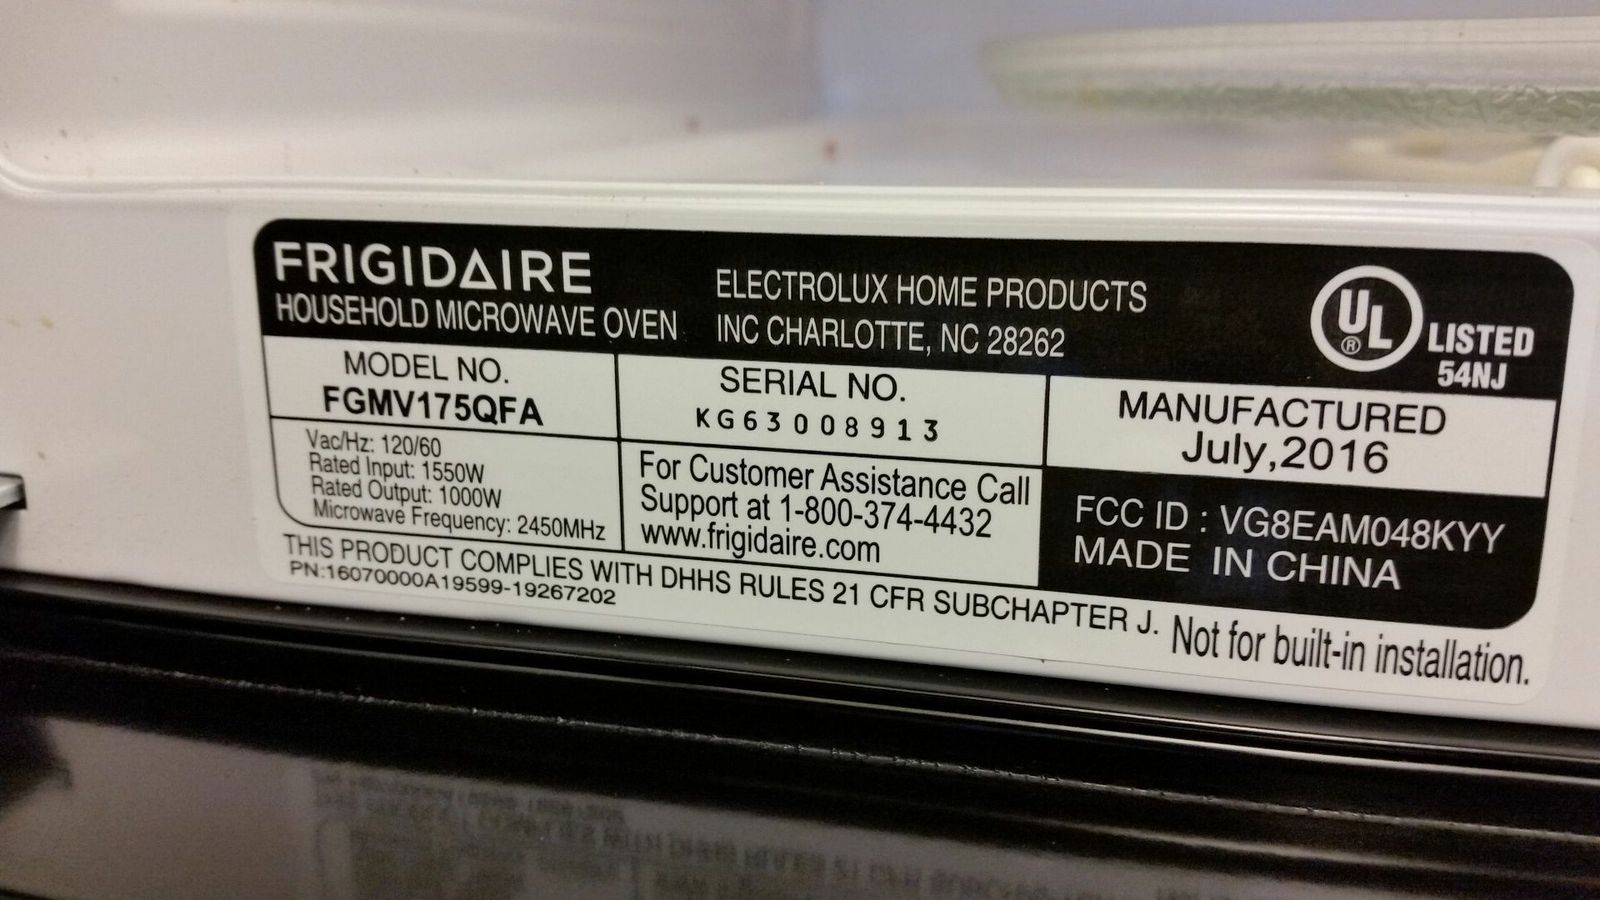 FRIGIDAIRE
HOUSEHOLD MICROWAVE OVEN
ELECTROLUX HOME PRODUCTS
INC CHARLOTTE, NC 28262
UL
®
LISTED
54NJ
MODEL NO.
FGMV175QFA
SERIAL NO.
KG63008913
MANUFACTURED
July,2016
Vac/Hz: 120/60
Rated Input: 1550W
Rated Output: 1000W
Microwave Frequency: 2450MHz
For Customer Assistance Call
Support at 1-800-374-4432
www.frigidaire.com
FCC ID : VG8EAM048KYY
MADE IN CHINA
THIS PRODUCT COMPLIES WITH DHHS RULES 21 CFR SUBCHAPTER J.
PN:16070000A19599-19267202
Not for built-in installation.